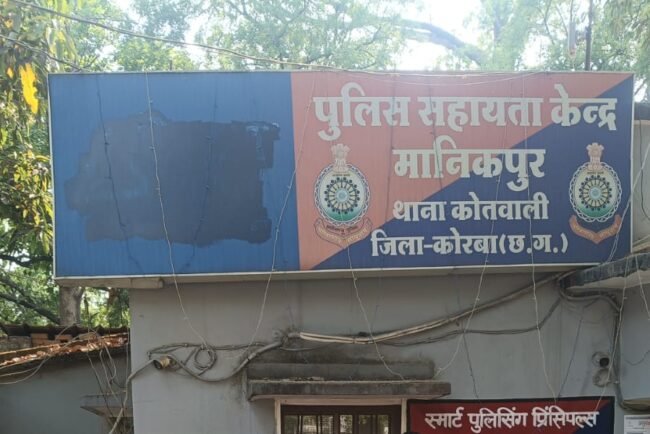 पुलिस सहायता केन्द्र
मानिकपुर
थाना कोतवाली
जिला-कोरबा(छ.ग.)
स्मार्ट पुलिसिंग प्रिंसिपल्स